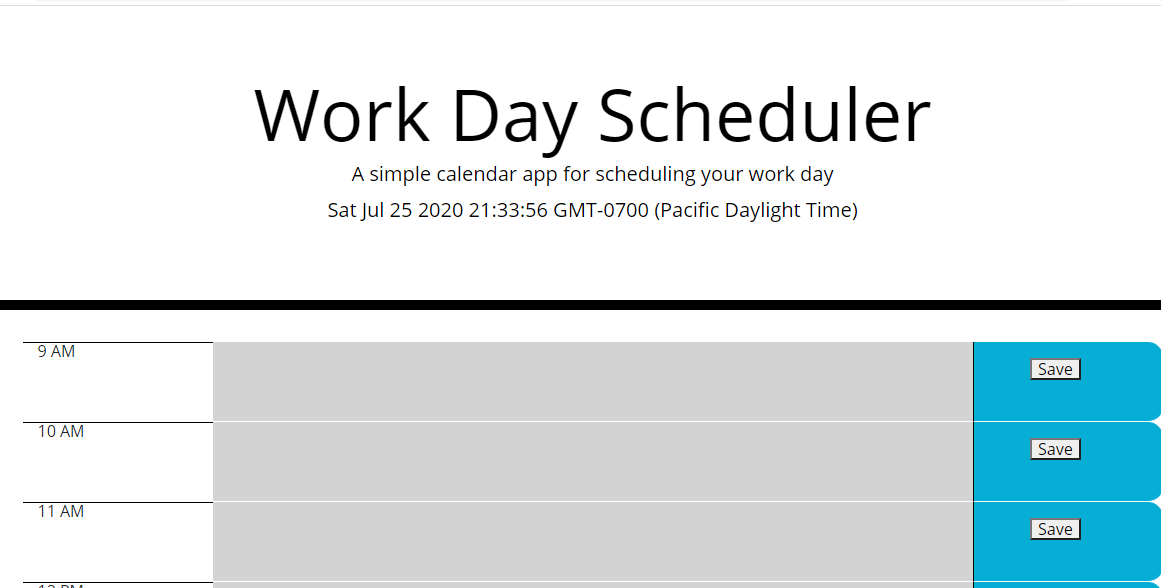 Work Day Scheduler
A simple calendar app for scheduling your work day
Sat Jul 25 2020 21:33:56 GMT-0700 (Pacific Daylight Time)
9 AM
Save
10 AM
Save
11 AM
Save